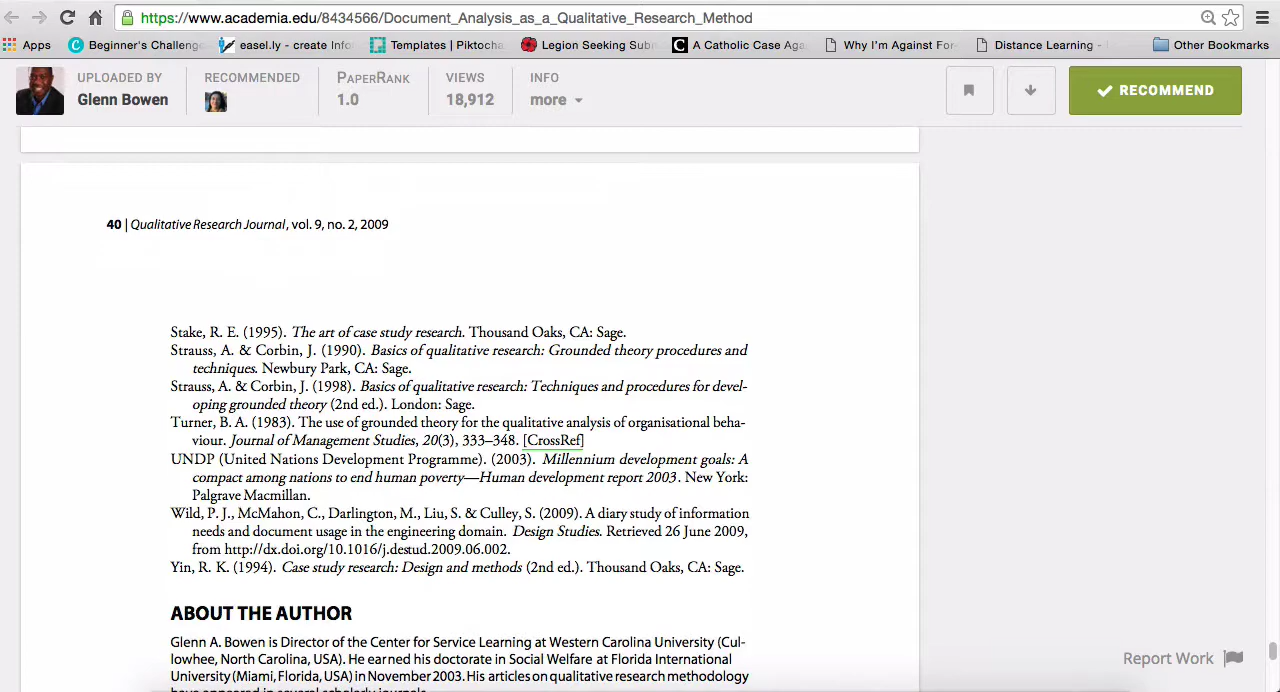 https://www.academia.edu/8434566/Document_Analysis_as_a_Qualitative_Research_Method
Apps Beginner's Challeng easel.ly - create Info Templates | Piktocha Legion Seeking Sub A Catholic Case Aga Why I'm Against For Distance Learning - Other Bookmarks
UPLOADED BY RECOMMENDED PAPERRANK VIEWS INFO
Glenn Bowen 1.0 18,912 more RECOMMEND
40 | Qualitative Research Journal, vol. 9, no. 2, 2009
Stake, R. E. (1995). The art of case study research. Thousand Oaks, CA: Sage.
Strauss, A. & Corbin, J. (1990). Basics of qualitative research: Grounded theory procedures and
techniques. Newbury Park, CA: Sage.
Strauss, A. & Corbin, J. (1998). Basics of qualitative research: Techniques and procedures for devel-
oping grounded theory (2nd ed.). London: Sage.
Turner, B. A. (1983). The use of grounded theory for the qualitative analysis of organisational beha-
viour. Journal of Management Studies, 20(3), 333–348. [CrossRef]
UNDP (United Nations Development Programme). (2003). Millennium development goals: A
compact among nations to end human poverty—Human development report 2003. New York:
Palgrave Macmillan.
Wild, P. J., McMahon, C., Darlington, M., Liu, S. & Culley, S. (2009). A diary study of information
needs and document usage in the engineering domain. Design Studies. Retrieved 26 June 2009,
from http://dx.doi.org/10.1016/j.destud.2009.06.002.
Yin, R. K. (1994). Case study research: Design and methods (2nd ed.). Thousand Oaks, CA: Sage.
ABOUT THE AUTHOR
Glenn A. Bowen is Director of the Center for Service Learning at Western Carolina University (Cul-
lowhee, North Carolina, USA). He earned his doctorate in Social Welfare at Florida International
University (Miami, Florida, USA) in November 2003. His articles on qualitative research methodology
have appeared in several scholarly journals.
Report Work